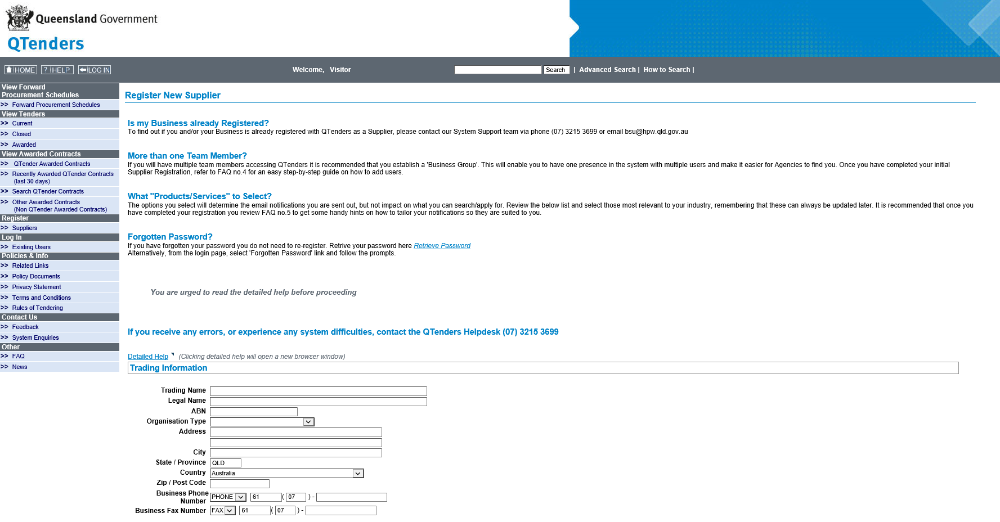 Queensland Government
QTenders
HOME
? HELP
LOG IN
Welcome, Visitor
Search
| Advanced Search | How to Search |
View Forward
Procurement Schedules
>> Forward Procurement Schedules
View Tenders
>> Current
>> Closed
>> Awarded
View Awarded Contracts
>> QTender Awarded Contracts
>> Recently Awarded QTender Contracts
(last 30 days)
>> Search QTender Contracts
>> Other Awarded Contracts
(Non QTender Awarded Contracts)
Register
>> Suppliers
Log In
>> Existing Users
Policies & Info
>> Related Links
>> Policy Documents
>> Privacy Statement
>> Terms and Conditions
>> Rules of Tendering
Contact Us
>> Feedback
>> System Enquiries
Other
>> FAQ
>> News
Register New Supplier
Is my Business already Registered?
To find out if you and/or your Business is already registered with QTenders as a Supplier, please contact our System Support team via phone (07) 3215 3699 or email bsu@hpw.qld.gov.au
More than one Team Member?
If you will have multiple team members accessing QTenders it is recommended that you establish a 'Business Group'. This will enable you to have one presence in the system with multiple users and make it easier for Agencies to find you. Once you have completed your initial
Supplier Registration, refer to FAQ no.4 for an easy step-by-step guide on how to add users.
What "Products/Services" to Select?
The options you select will determine the email notifications you are sent out, but not impact on what you can search/apply for. Review the below list and select those most relevant to your industry, remembering that these can always be updated later. It is recommended that once you
have completed your registration you review FAQ no.5 to get some handy hints on how to tailor your notifications so they are suited to you.
Forgotten Password?
If you have forgotten your password you do not need to re-register. Retrive your password here Retrieve Password
Alternatively, from the login page, select 'Forgotten Password' link and follow the prompts.
You are urged to read the detailed help before proceeding
If you receive any errors, or experience any system difficulties, contact the QTenders Helpdesk (07) 3215 3699
Detailed Help (Clicking detailed help will open a new browser window)
Trading Information
Trading Name
Legal Name
ABN
Organisation Type
Address
City
State / Province QLD
Country Australia
Zip / Post Code
Business Phone
Number PHONE 61 ( 07 ) -
Business Fax Number FAX 61 ( 07 ) -